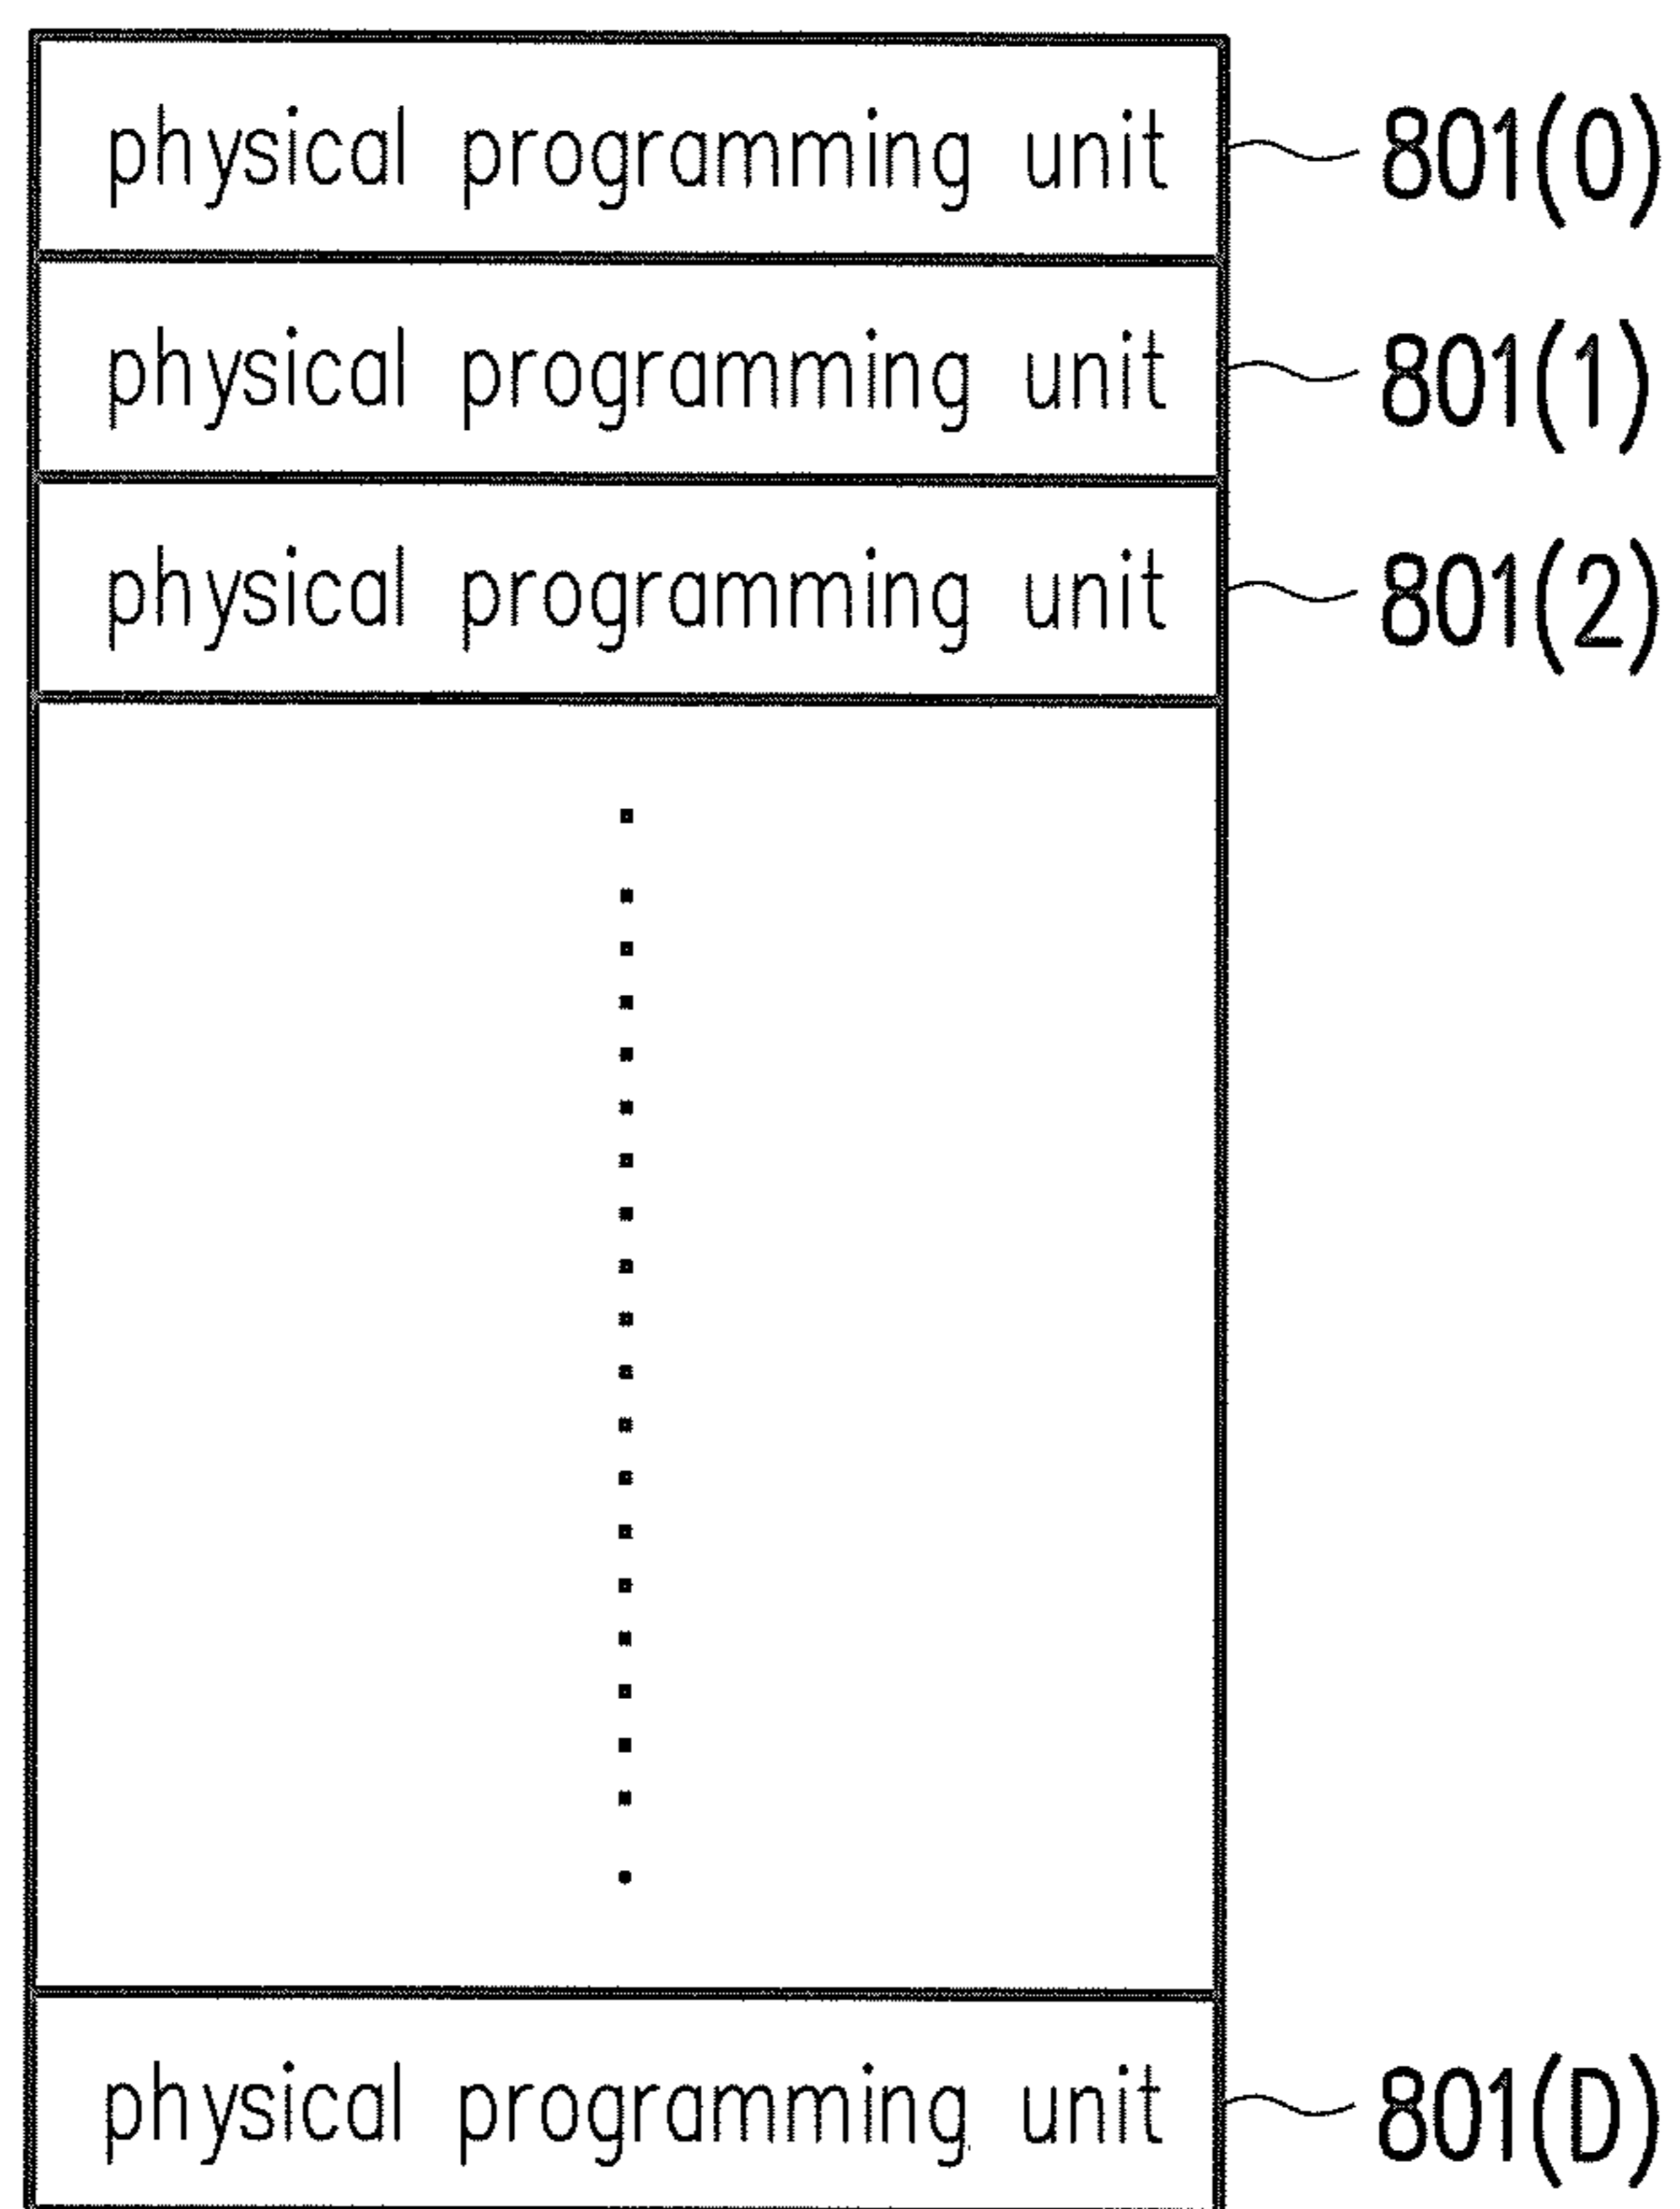 physical programming unit 801(0)
physical programming unit 801(1)
physical programming unit 801(2)
physical programming unit 801(D)